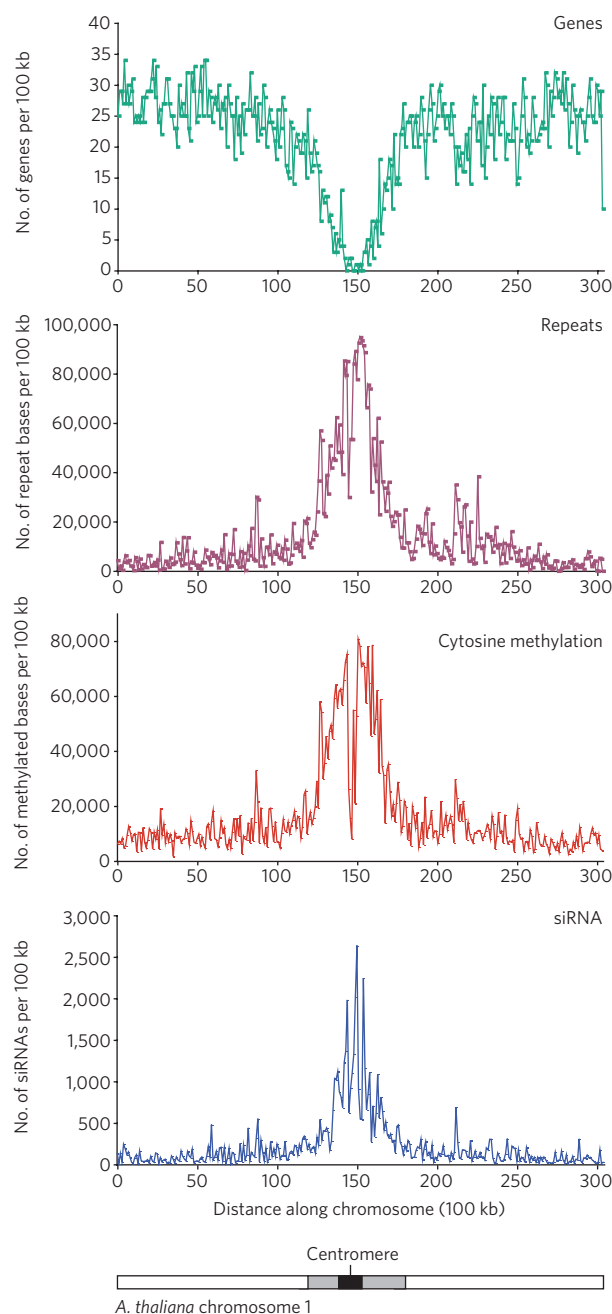 Genes
No. of genes per 100 kb
40
35
30
25
20
15
10
5
0
0 50 100 150 200 250 300
Repeats
No. of repeat bases per 100 kb
100,000
80,000
60,000
40,000
20,000
0
0 50 100 150 200 250 300
Cytosine methylation
No. of methylated bases per 100 kb
80,000
60,000
40,000
20,000
0
0 50 100 150 200 250 300
siRNA
No. of siRNAs per 100 kb
3,000
2,500
2,000
1,500
1,000
500
0
0 50 100 150 200 250 300
Distance along chromosome (100 kb)
Centromere
A. thaliana chromosome 1